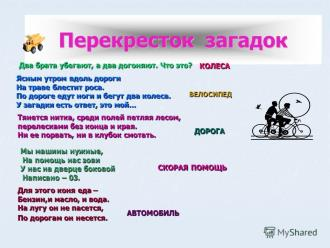 Перекресток загадок
Два брата убегают, а два догоняют. Что это? КОЛЕСА
Ясным утром вдоль дороги
На траве блестит роса.
По дороге едут ноги и бегут два колеса.
У загадки есть ответ, это мой...
ВЕЛОСИПЕД
Тянется нитка, среди полей петляя лесом,
перелесками без конца и края.
Ни ее порвать, ни в клубок смотать.
ДОРОГА
Мы машины нужные,
На помощь нас зови
У нас на дверце боковой
Написано – 03.
СКОРАЯ ПОМОЩЬ
Для этого коня еда –
Бензин,и масло, и вода.
На лугу он не пасется,
По дорогам он несется.
АВТОМОБИЛЬ
MyShared